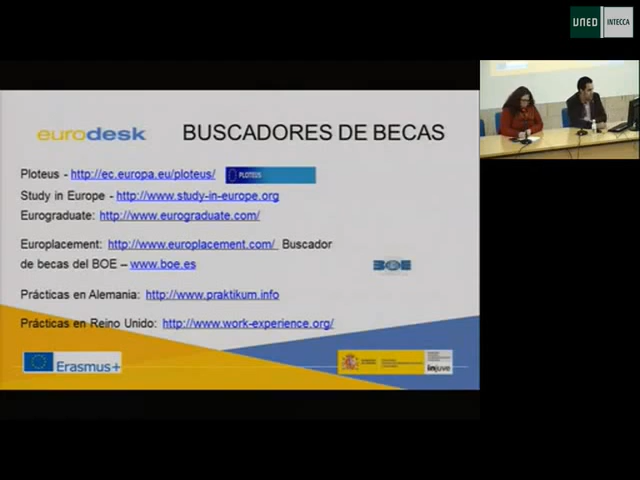 UNED
INTECCA
eurodesk
BUSCADORES DE BECAS
Ploteus - http://ec.europa.eu/ploteus/
PLOTEUS
Study in Europe - http://www.study-in-europe.org
Eurograduate: http://www.eurograduate.com/
Europlacement: http://www.europlacement.com/ Buscador
de becas del BOE – www.boe.es
BOE
Prácticas en Alemania: http://www.praktikum.info
Prácticas en Reino Unido: http://www.work-experience.org/
Erasmus+
injuve